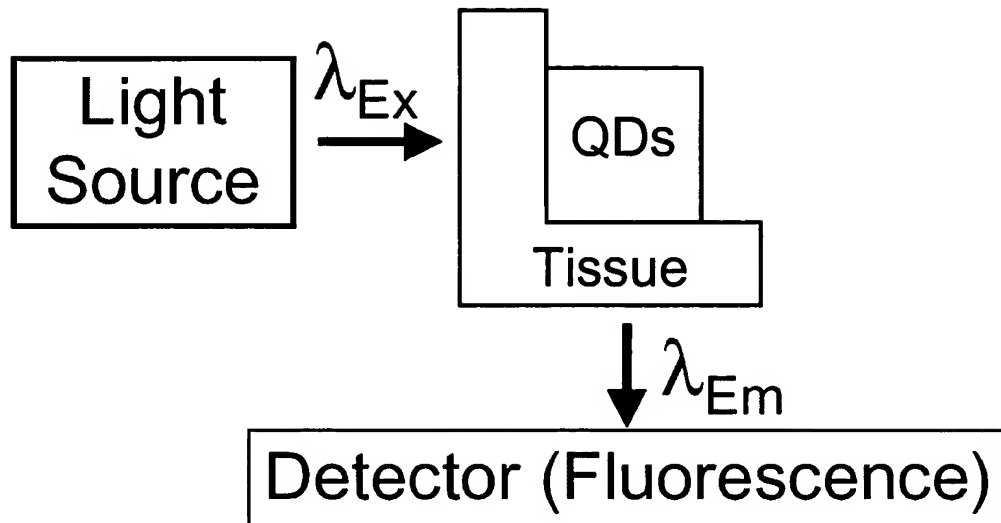 Light
Source
λEx
QDs
Tissue
λEm
Detector (Fluorescence)